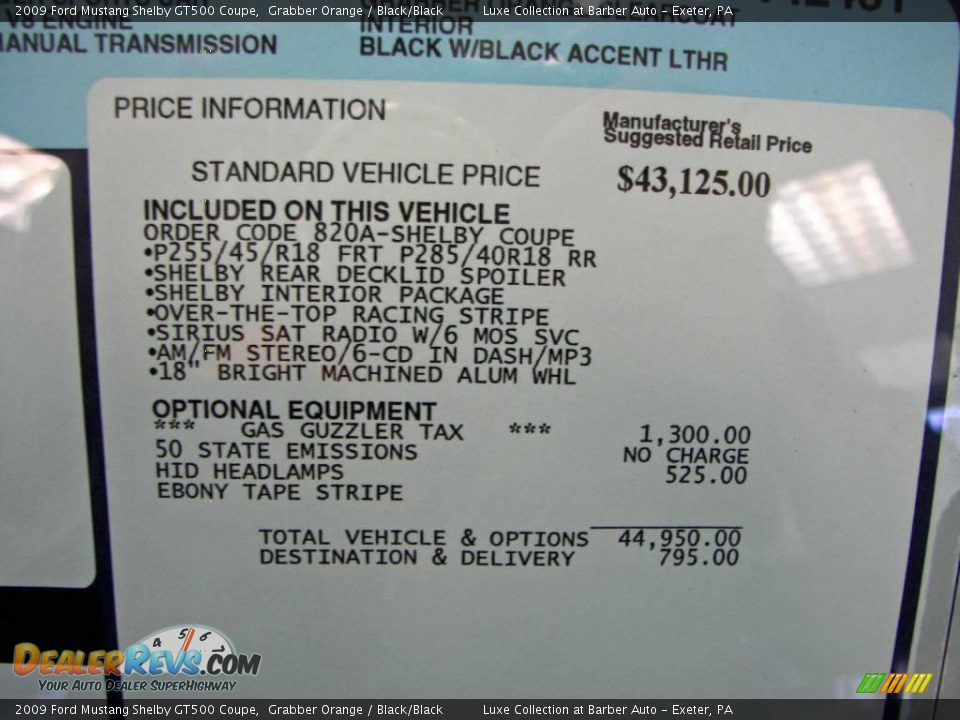 2009 Ford Mustang Shelby GT500 Coupe, Grabber Orange / Black/Black Luxe Collection at Barber Auto - Exeter, PA
V8 ENGINE
MANUAL TRANSMISSION
INTERIOR
BLACK W/BLACK ACCENT LTHR
PRICE INFORMATION
Manufacturer's
Suggested Retail Price
STANDARD VEHICLE PRICE $43,125.00
INCLUDED ON THIS VEHICLE
ORDER CODE 820A-SHELBY COUPE
•P255/45/R18 FRT P285/40R18 RR
•SHELBY REAR DECKLID SPOILER
•SHELBY INTERIOR PACKAGE
•OVER-THE-TOP RACING STRIPE
•SIRIUS SAT RADIO W/6 MOS SVC
•AM/FM STEREO/6-CD IN DASH/MP3
•18" BRIGHT MACHINED ALUM WHL
OPTIONAL EQUIPMENT
*** GAS GUZZLER TAX *** 1,300.00
50 STATE EMISSIONS NO CHARGE
HID HEADLAMPS 525.00
EBONY TAPE STRIPE
TOTAL VEHICLE & OPTIONS 44,950.00
DESTINATION & DELIVERY 795.00
4 5 6 7
DEALERREVS.COM
YOUR AUTO DEALER SUPERHIGHWAY
2009 Ford Mustang Shelby GT500 Coupe, Grabber Orange / Black/Black Luxe Collection at Barber Auto - Exeter, PA